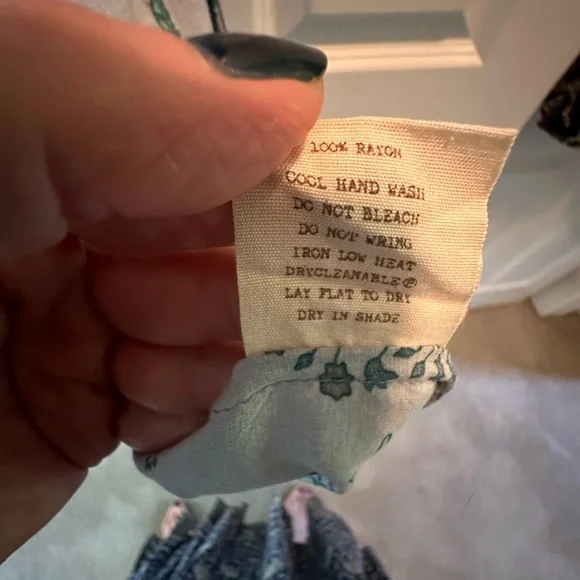 100% RAYON
COOL HAND WASH
DO NOT BLEACH
DO NOT WRING
IRON LOW HEAT
DRYCLEANABLE Ⓟ
LAY FLAT TO DRY
DRY IN SHADE